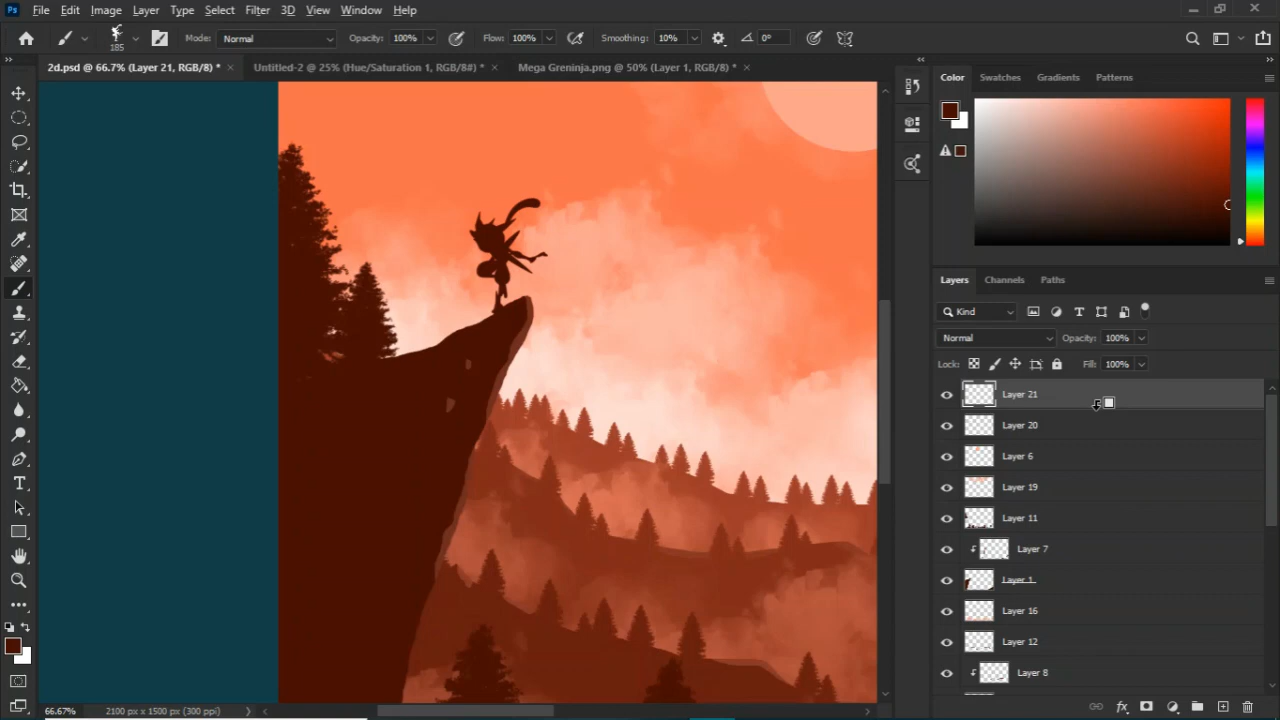 Ps File Edit Image Layer Type Select Filter 3D View Window Help
185 Mode: Normal Opacity: 100% Flow: 100% Smoothing: 10% 0°
2d.psd @ 66.7% (Layer 21, RGB/8) * × Untitled-2 @ 25% (Hue/Saturation 1, RGB/8#) * × Mega Greninja.png @ 50% (Layer 1, RGB/8) * ×
Color Swatches Gradients Patterns
Layers Channels Paths
Kind
Normal Opacity: 100%
Lock: Fill: 100%
Layer 21
Layer 20
Layer 6
Layer 19
Layer 11
Layer 7
Layer 1
Layer 16
Layer 12
Layer 8
66.67% 2100 px x 1500 px (300 ppi)